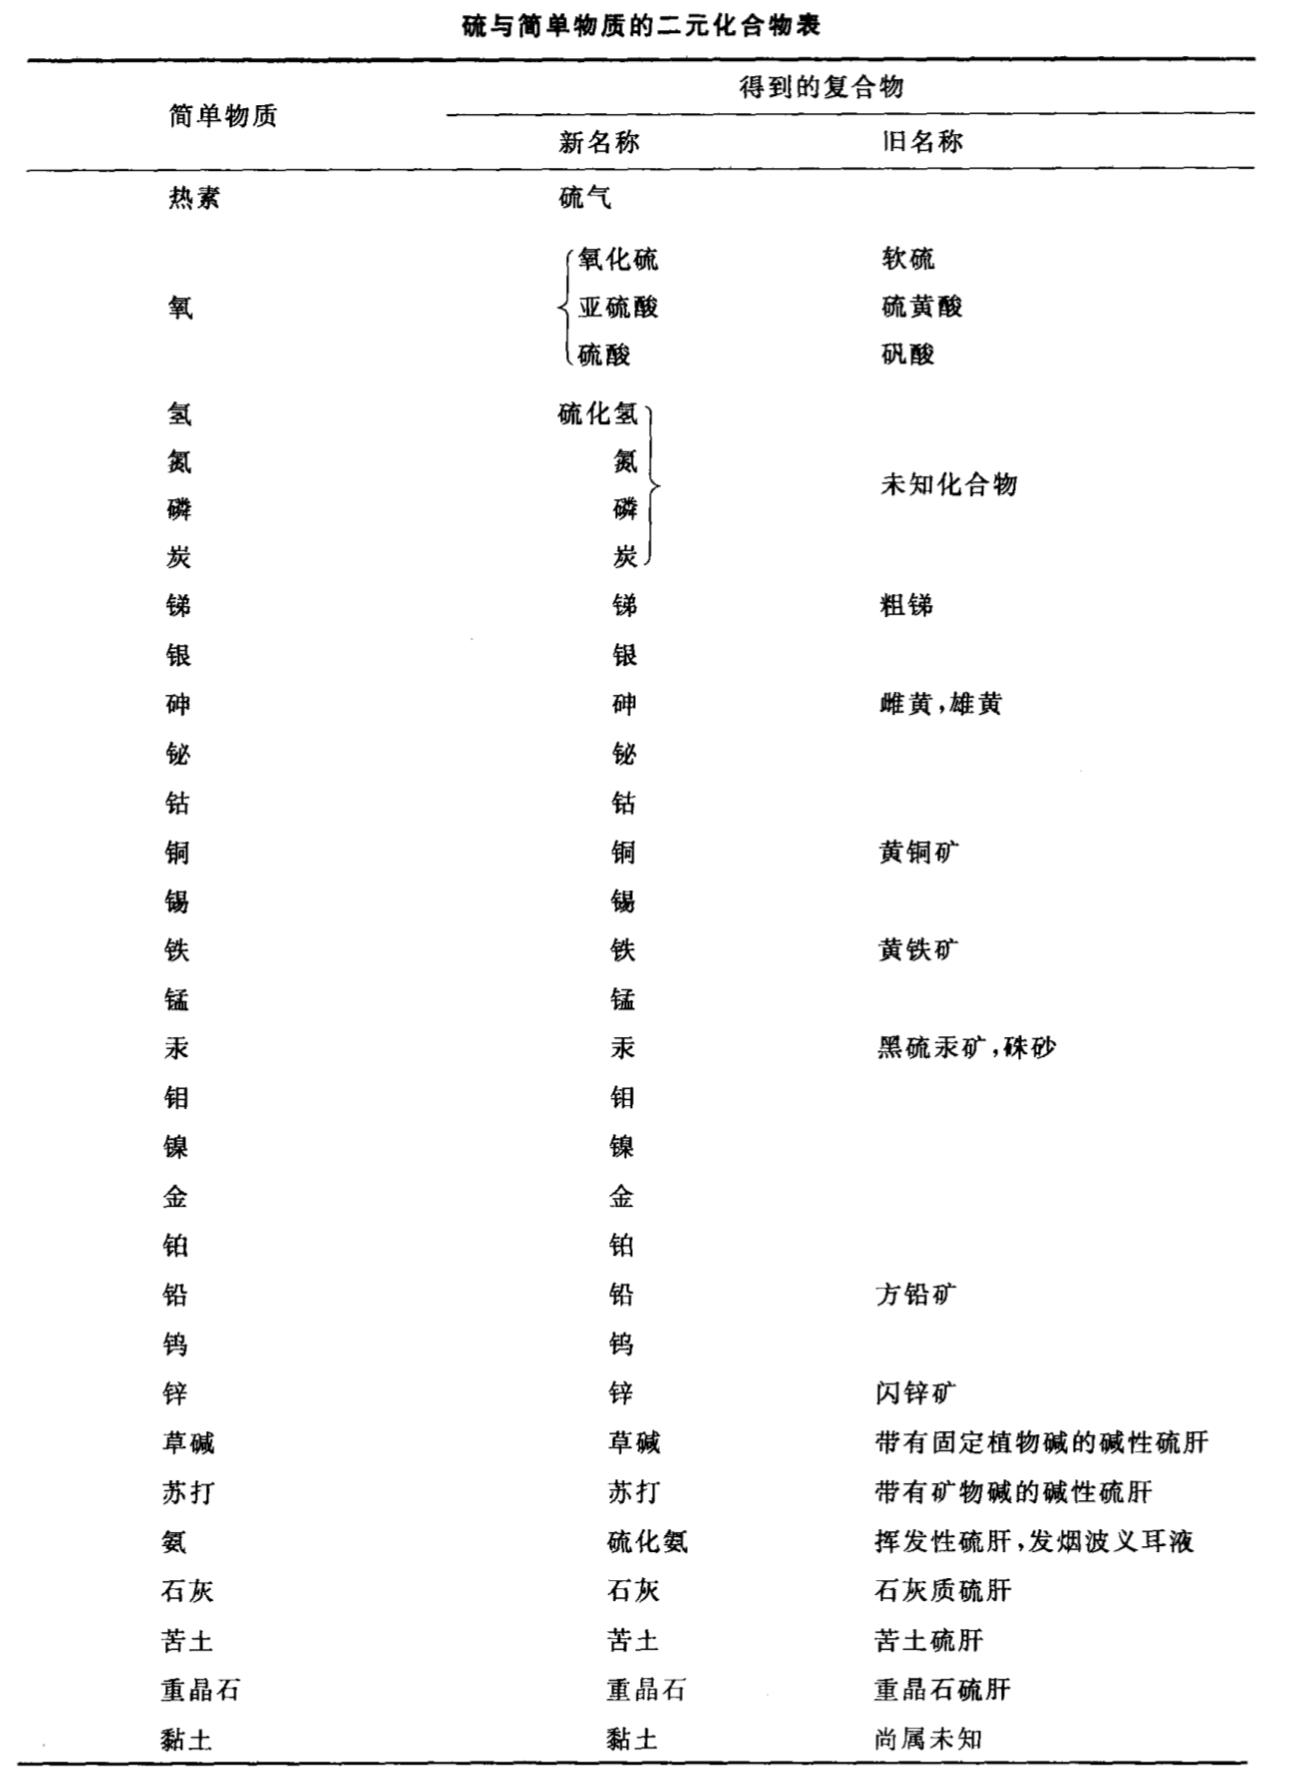 硫与简单物质的二元化合物表
简单物质 得到的复合物
新名称 旧名称
热素 硫气
氧化硫 软硫
氧 亚硫酸 硫黄酸
硫酸 矾酸
氢 硫化氢
氮 氮
未知化合物
磷 磷
炭 炭
锑 锑 粗锑
银 银
砷 砷 雌黄,雄黄
铋 铋
钴 钴
铜 铜 黄铜矿
锡 锡
铁 铁 黄铁矿
锰 锰
汞 汞 黑硫汞矿,硃砂
钼 钼
镍 镍
金 金
铂 铂
铅 铅 方铅矿
钨 钨
锌 锌 闪锌矿
草碱 草碱 带有固定植物碱的碱性硫肝
苏打 苏打 带有矿物碱的碱性硫肝
氨 硫化氨 挥发性硫肝,发烟波义耳液
石灰 石灰 石灰质硫肝
苦土 苦土 苦土硫肝
重晶石 重晶石 重晶石硫肝
黏土 黏土 尚属未知